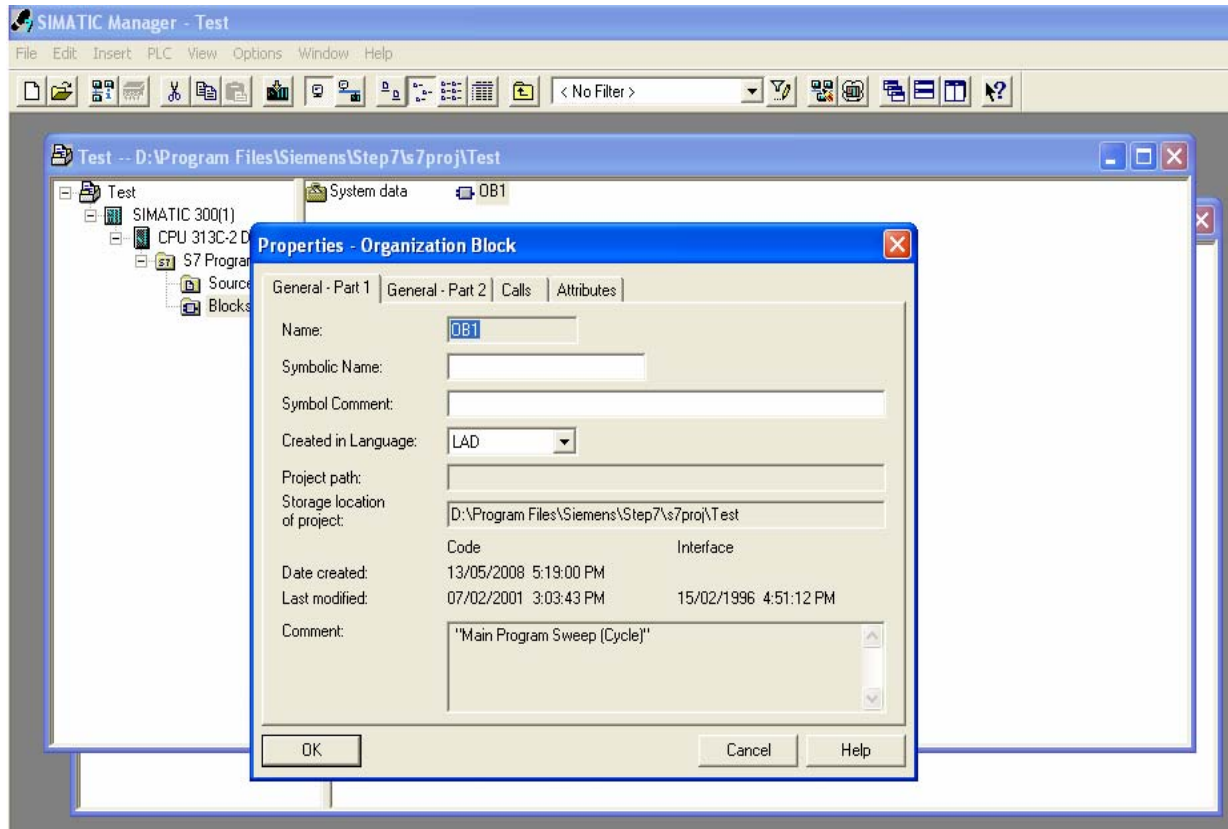 SIMATIC Manager - Test
File Edit Insert PLC View Options Window Help
< No Filter >
Test -- D:\Program Files\Siemens\Step7\s7proj\Test
Test
System data
OB1
SIMATIC 300(1)
CPU 313C-2 D
S7 Program
Source
Blocks
Properties - Organization Block
General - Part 1 General - Part 2 Calls Attributes
Name: OB1
Symbolic Name:
Symbol Comment:
Created in Language: LAD
Project path:
Storage location
of project: D:\Program Files\Siemens\Step7\s7proj\Test
Code Interface
Date created: 13/05/2008 5:19:00 PM
Last modified: 07/02/2001 3:03:43 PM 15/02/1996 4:51:12 PM
Comment: "Main Program Sweep (Cycle)"
OK Cancel Help